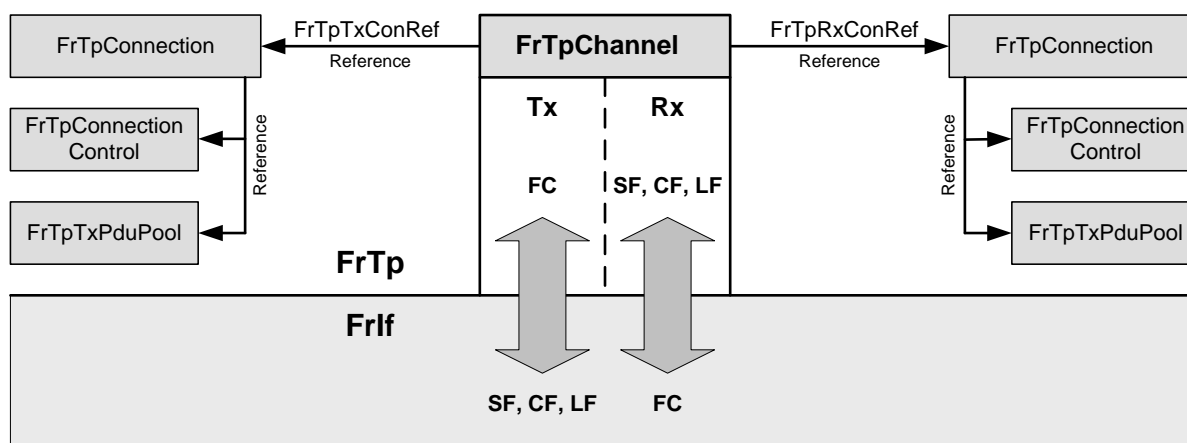 FrTpConnection
FrTpTxConRef
Reference
FrTpChannel
FrTpRxConRef
Reference
FrTpConnection
FrTpConnection
Control
Reference
FrTpTxPduPool
Tx
Rx
FC
SF, CF, LF
Reference
FrTpConnection
Control
FrTpTxPduPool
FrTp
FrIf
SF, CF, LF
FC